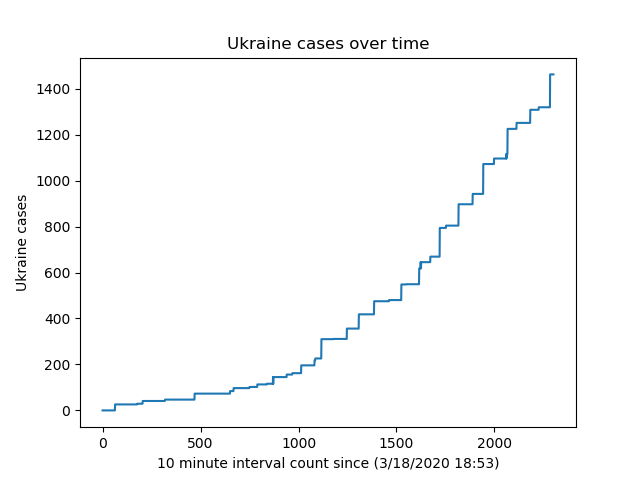 Ukraine cases over time
1400
1200
1000
800
600
400
200
0
Ukraine cases
0 500 1000 1500 2000
10 minute interval count since (3/18/2020 18:53)